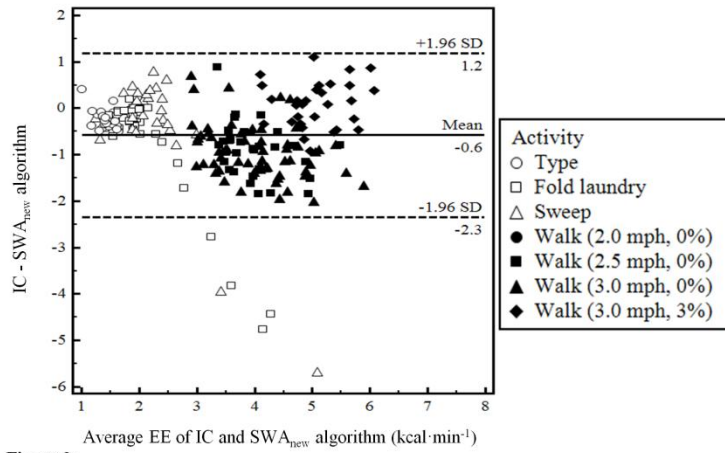 2
1
0
-1
-2
-3
-4
-5
-6
IC - SWAnew algorithm
+1.96 SD
1.2
Mean
-0.6
-1.96 SD
-2.3
1 2 3 4 5 6 7 8
Average EE of IC and SWAnew algorithm (kcal·min-1)
Activity
Type
Fold laundry
Sweep
Walk (2.0 mph, 0%)
Walk (2.5 mph, 0%)
Walk (3.0 mph, 0%)
Walk (3.0 mph, 3%)